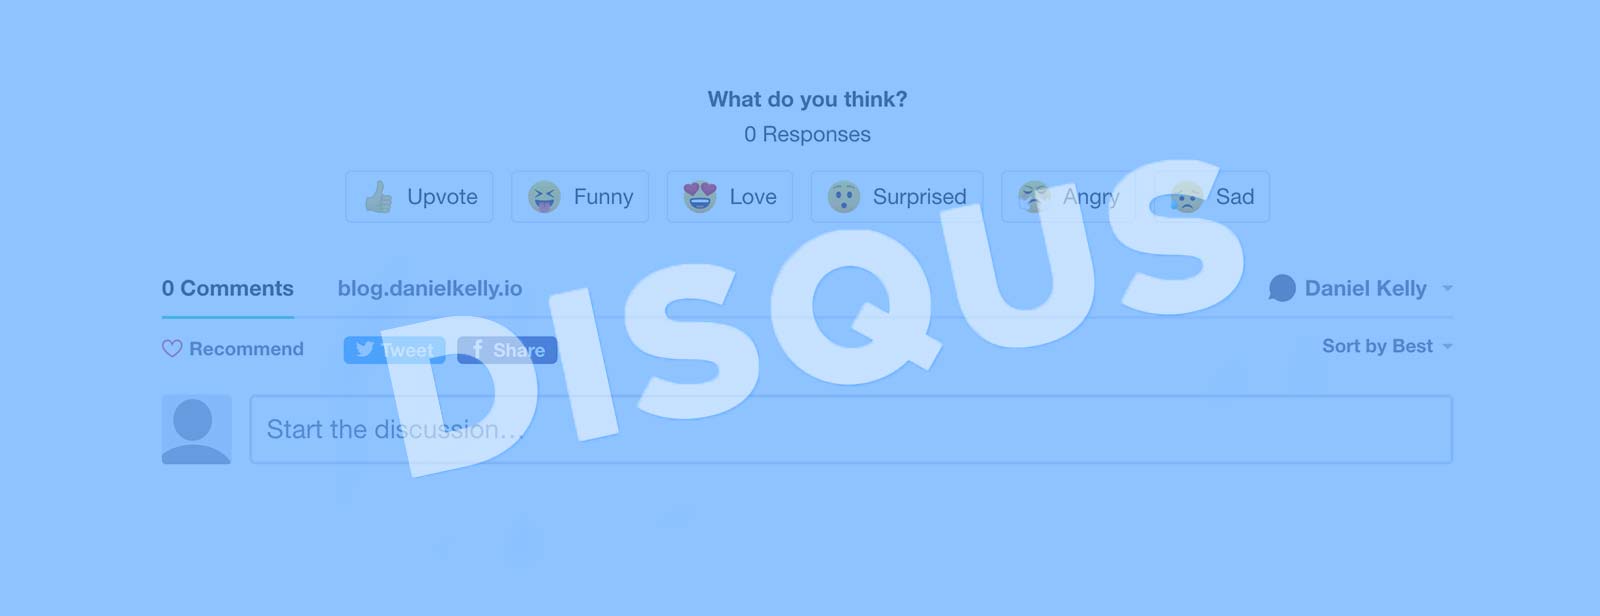 What do you think?
0 Responses
Upvote Funny Love Surprised Angry Sad
0 Comments blog.danielkelly.io Daniel Kelly
Recommend Tweet Share Sort by Best
Start the discussion...
DISQUS